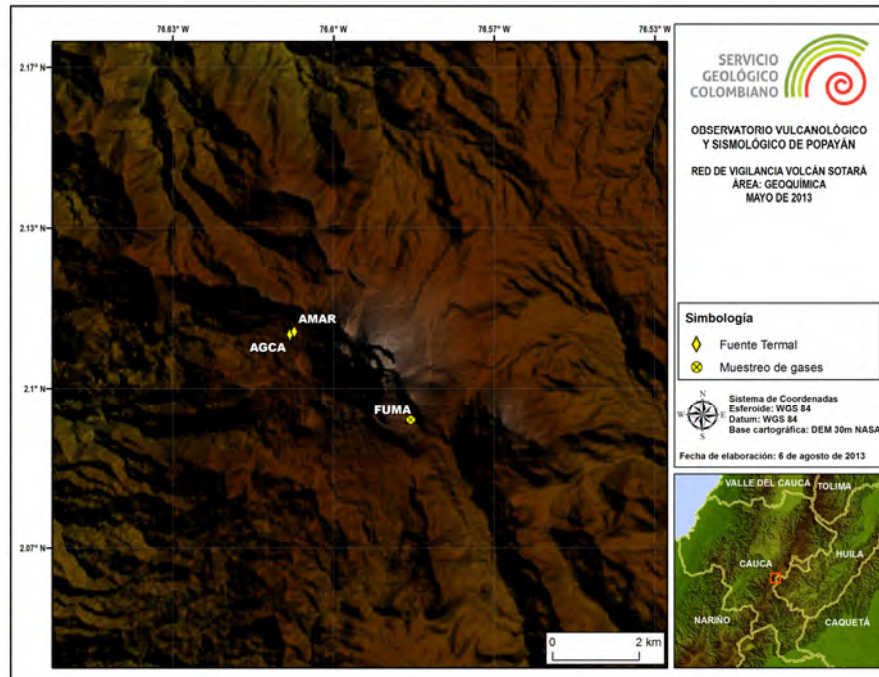 76.63° W
76.6° W
76.57° W
76.53° W
2.17° N
2.13° N
2.1° N
2.07° N
AMAR
AGCA
FUMA
0
2 km
SERVICIO
GEOLÓGICO
COLOMBIANO
OBSERVATORIO VULCANOLÓGICO
Y SISMOLÓGICO DE POPAYÁN
RED DE VIGILANCIA VOLCÁN SOTARÁ
ÁREA: GEOQUÍMICA
MAYO DE 2013
Simbología
Fuente Termal
Muestreo de gases
N
W
E
S
Sistema de Coordenadas
Esferoide: WGS 84
Datum: WGS 84
Base cartográfica: DEM 30m NASA
Fecha de elaboración: 6 de agosto de 2013
VALLE DEL CAUCA
TOLIMA
CAUCA
HUILA
NARIÑO
CAQUETÁ